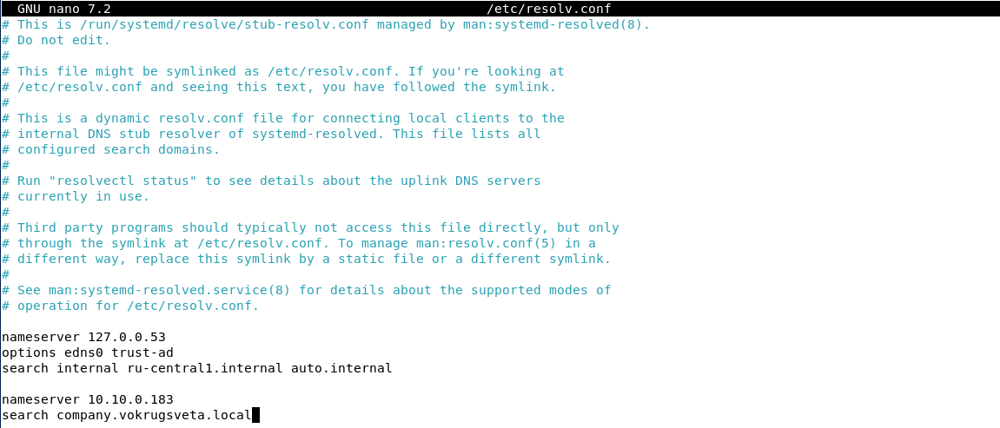 GNU nano 7.2 /etc/resolv.conf
# This is /run/systemd/resolve/stub-resolv.conf managed by man:systemd-resolved(8).
# Do not edit.
#
# This file might be symlinked as /etc/resolv.conf. If you're looking at
# /etc/resolv.conf and seeing this text, you have followed the symlink.
#
# This is a dynamic resolv.conf file for connecting local clients to the
# internal DNS stub resolver of systemd-resolved. This file lists all
# configured search domains.
#
# Run "resolvectl status" to see details about the uplink DNS servers
# currently in use.
#
# Third party programs should typically not access this file directly, but only
# through the symlink at /etc/resolv.conf. To manage man:resolv.conf(5) in a
# different way, replace this symlink by a static file or a different symlink.
#
# See man:systemd-resolved.service(8) for details about the supported modes of
# operation for /etc/resolv.conf.
nameserver 127.0.0.53
options edns0 trust-ad
search internal ru-central1.internal auto.internal
nameserver 10.10.0.183
search company.vokrugsveta.local